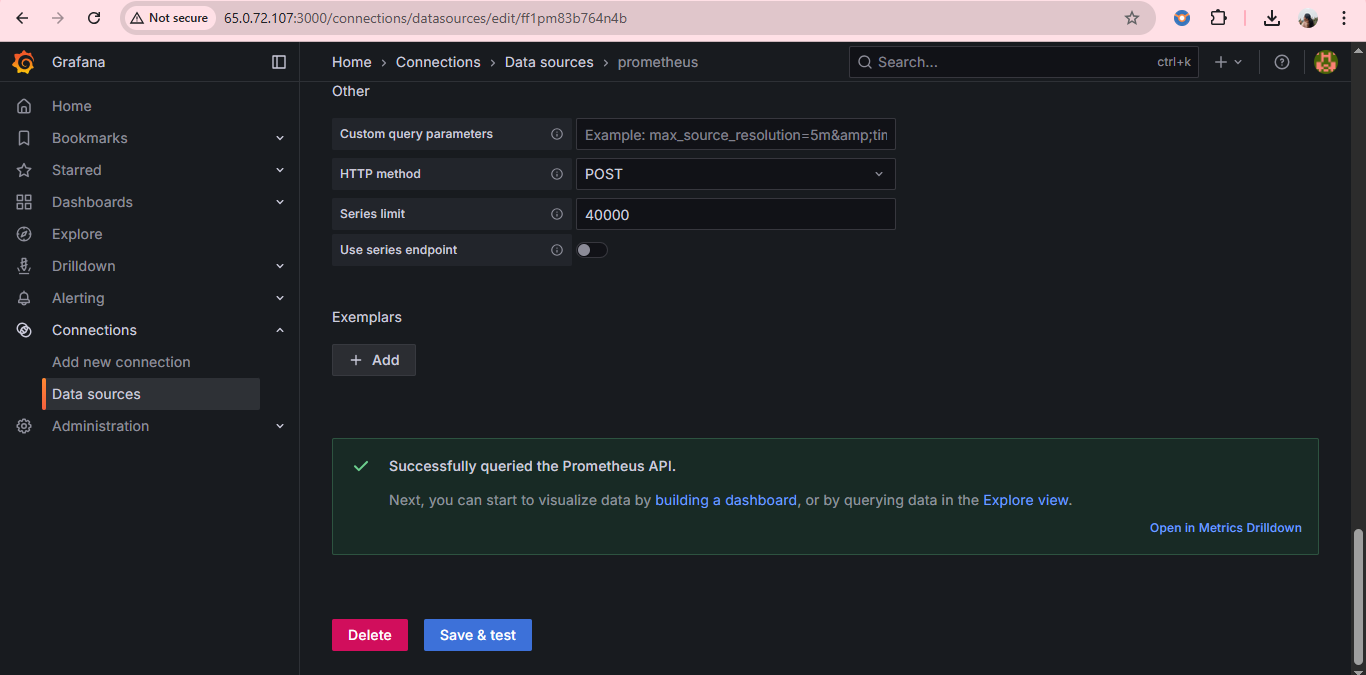 Not secure 65.0.72.107:3000/connections/datasources/edit/ff1pm83b764n4b
Grafana
Home › Connections › Data sources › prometheus
Search... ctrl+k
Home
Bookmarks
Starred
Dashboards
Explore
Drilldown
Alerting
Connections
Add new connection
Data sources
Administration
Other
Custom query parameters Example: max_source_resolution=5m&amp;tin
HTTP method POST
Series limit 40000
Use series endpoint
Exemplars
+ Add
Successfully queried the Prometheus API.
Next, you can start to visualize data by building a dashboard, or by querying data in the Explore view.
Open in Metrics Drilldown
Delete Save & test